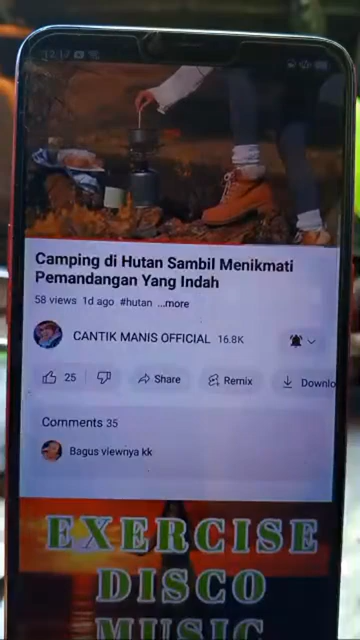 Camping di Hutan Sambil Menikmati
Pemandangan Yang Indah
58 views 1d ago #hutan ...more
CANTIK MANIS OFFICIAL 16.8K
25 Share Remix Downlo
Comments 35
Bagus viewnya kk
EXERCISE
DISCO
MUSIC